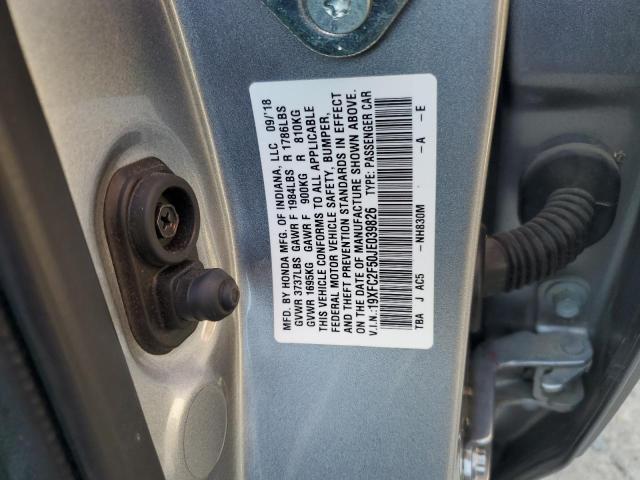 MFD. BY HONDA MFG. OF INDIANA, LLC 09/'18
GVWR 3737LBS GAWR F 1984LBS R 1786LBS
GVWR 1695KG GAWR F 900KG R 810KG
THIS VEHICLE CONFORMS TO ALL APPLICABLE
FEDERAL MOTOR VEHICLE SAFETY, BUMPER,
AND THEFT PREVENTION STANDARDS IN EFFECT
ON THE DATE OF MANUFACTURE SHOWN ABOVE.
V.I.N.:19XFC2F50JE039826 TYPE: PASSENGER CAR
TBA J AC5 -NH830M -A -E